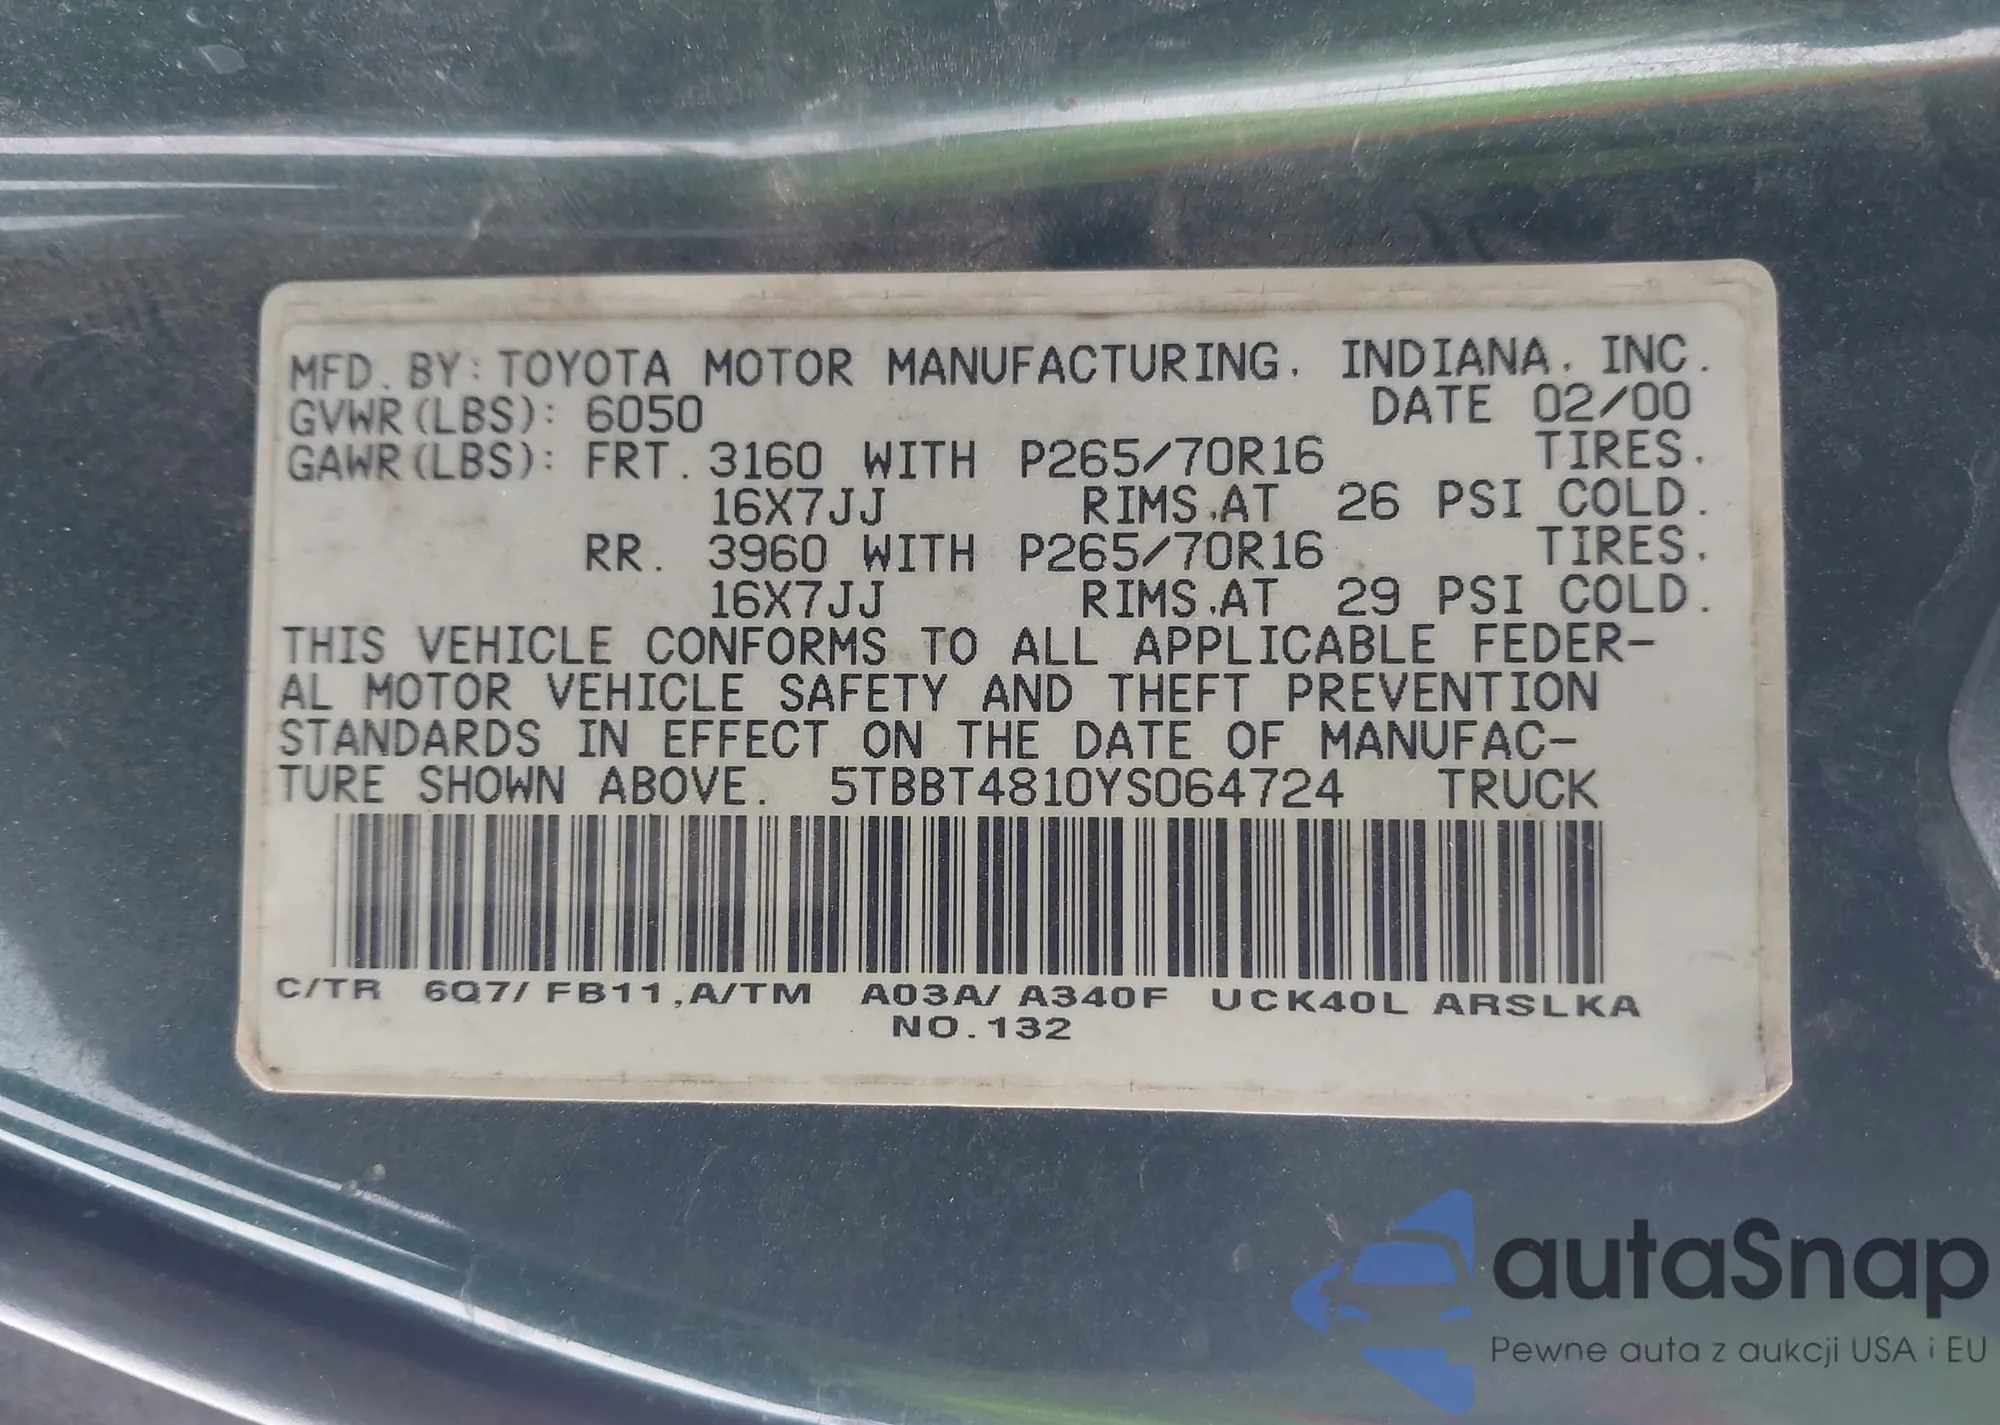 MFD. BY: TOYOTA MOTOR MANUFACTURING, INDIANA, INC.
GVWR(LBS): 6050 DATE 02/00
GAWR(LBS): FRT. 3160 WITH P265/70R16 TIRES.
16X7JJ RIMS.AT 26 PSI COLD.
RR. 3960 WITH P265/70R16 TIRES.
16X7JJ RIMS.AT 29 PSI COLD.
THIS VEHICLE CONFORMS TO ALL APPLICABLE FEDER-
AL MOTOR VEHICLE SAFETY AND THEFT PREVENTION
STANDARDS IN EFFECT ON THE DATE OF MANUFAC-
TURE SHOWN ABOVE. 5TBBT4810YS064724 TRUCK
C/TR 6Q7/ FB11,A/TM A03A/ A340F UCK40L ARSLKA
NO.132
autaSnap
Pewne auta z aukcji USA i EU